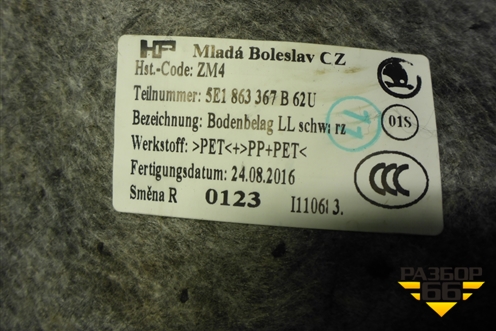 HP Mladá Boleslav CZ
Hst.-Code: ZM4
Teilnummer: 5E1 863 367 B 62U
Bezeichnung: Bodenbelag LL schwarz
Werkstoff: >PET<+>PP+PET<
Fertigungsdatum: 24.08.2016
Směna R 0123
01S
11
CCC
РАЗБОР
66